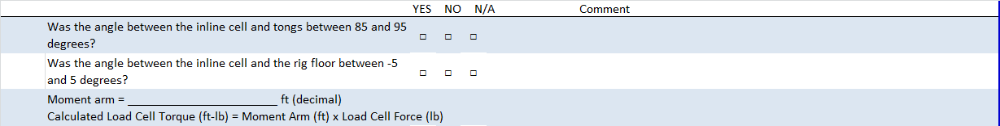 YES NO N/A Comment
Was the angle between the inline cell and tongs between 85 and 95
degrees?
□ □ □
Was the angle between the inline cell and the rig floor between -5
and 5 degrees?
□ □ □
Moment arm = _________________________ ft (decimal)
Calculated Load Cell Torque (ft-lb) = Moment Arm (ft) x Load Cell Force (lb)